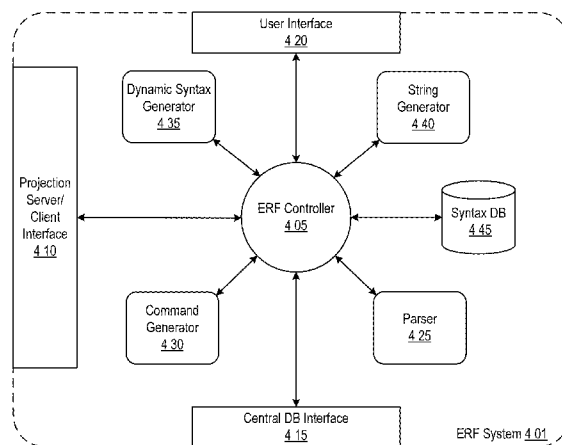 User Interface
4.20
Dynamic Syntax
Generator
4.35
String
Generator
4.40
Projection
Server/
Client
Interface
4.10
ERF Controller
4.05
Syntax DB
4.45
Command
Generator
4.30
Parser
4.25
Central DB Interface
4.15
ERF System 4.01